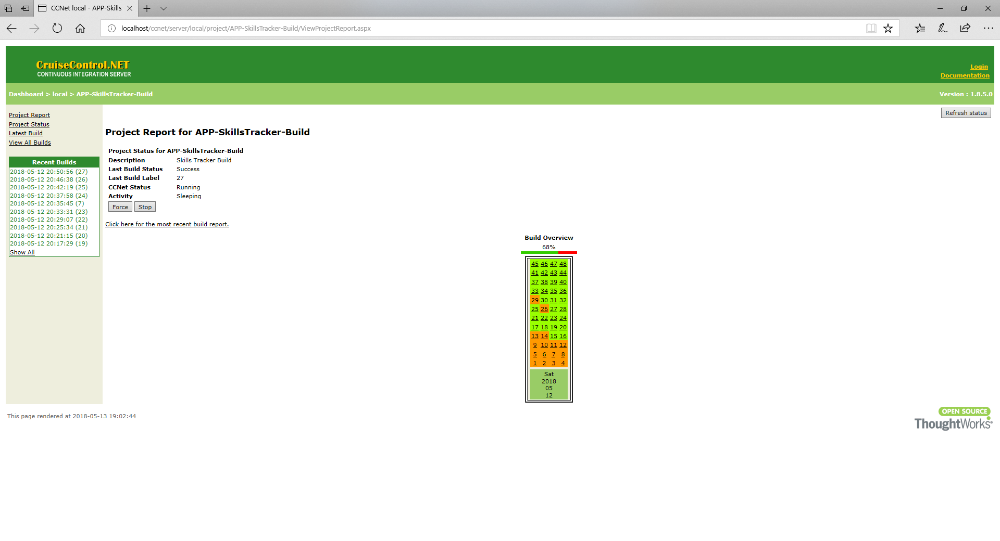 CCNet local - APP-Skills
localhost/ccnet/server/local/project/APP-SkillsTracker-Build/ViewProjectReport.aspx
CruiseControl.NET
CONTINUOUS INTEGRATION SERVER
Login
Documentation
Dashboard > local > APP-SkillsTracker-Build
Version : 1.8.5.0
Project Report
Project Status
Latest Build
View All Builds
Recent Builds
2018-05-12 20:50:56 (27)
2018-05-12 20:46:38 (26)
2018-05-12 20:42:19 (25)
2018-05-12 20:37:58 (24)
2018-05-12 20:35:45 (7)
2018-05-12 20:33:31 (23)
2018-05-12 20:29:07 (22)
2018-05-12 20:25:34 (21)
2018-05-12 20:21:15 (20)
2018-05-12 20:17:29 (19)
Show All
Refresh status
Project Report for APP-SkillsTracker-Build
Project Status for APP-SkillsTracker-Build
Description Skills Tracker Build
Last Build Status Success
Last Build Label 27
CCNet Status Running
Activity Sleeping
Force Stop
Click here for the most recent build report.
Build Overview
68%
45 46 47 48
41 42 43 44
37 38 39 40
33 34 35 36
29 30 31 32
25 26 27 28
21 22 23 24
17 18 19 20
13 14 15 16
9 10 11 12
5 6 7 8
1 2 3 4
Sat
2018
05
12
This page rendered at 2018-05-13 19:02:44
OPEN SOURCE
ThoughtWorks